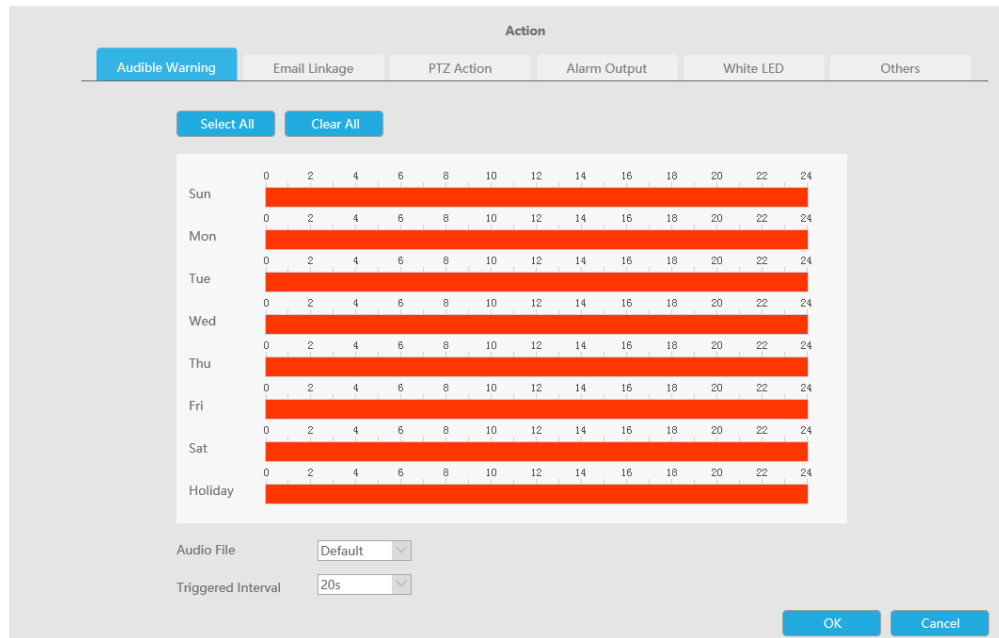 Action
Audible Warning Email Linkage PTZ Action Alarm Output White LED Others
Select All Clear All
0 2 4 6 8 10 12 14 16 18 20 22 24
Sun
0 2 4 6 8 10 12 14 16 18 20 22 24
Mon
0 2 4 6 8 10 12 14 16 18 20 22 24
Tue
0 2 4 6 8 10 12 14 16 18 20 22 24
Wed
0 2 4 6 8 10 12 14 16 18 20 22 24
Thu
0 2 4 6 8 10 12 14 16 18 20 22 24
Fri
0 2 4 6 8 10 12 14 16 18 20 22 24
Sat
0 2 4 6 8 10 12 14 16 18 20 22 24
Holiday
Audio File Default
Triggered Interval 20s
OK Cancel